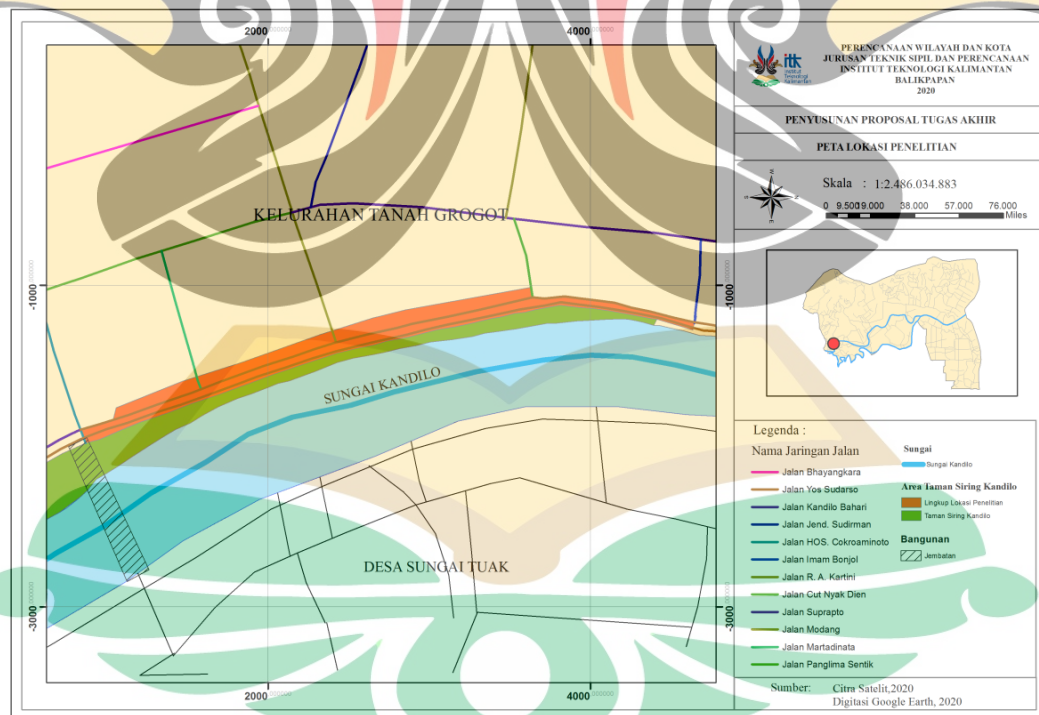 PERENCANAAN WILAYAH DAN KOTA
JURUSAN TEKNIK SIPIL DAN PERENCANAAN
INSTITUT TEKNOLOGI KALIMANTAN
BALIKPAPAN
2020
itk
Institut
Teknologi
Kalimantan
PENYUSUNAN PROPOSAL TUGAS AKHIR
PETA LOKASI PENELITIAN
Skala : 1:2.486.034.883
0 9.500 19.000 38.000 57.000 76.000
Miles
2000 4000
-1000 -1000
-3000 -3000
2000 4000
KELURAHAN TANAH GROGOT
SUNGAI KANDILO
DESA SUNGAI TUAK
Legenda :
Nama Jaringan Jalan
Jalan Bhayangkara
Jalan Yos Sudarso
Jalan Kandilo Bahari
Jalan Jend. Sudirman
Jalan HOS. Cokroaminoto
Jalan Imam Bonjol
Jalan R. A. Kartini
Jalan Cut Nyak Dien
Jalan Suprapto
Jalan Modang
Jalan Martadinata
Jalan Panglima Sentik
Sungai
Sungai Kandilo
Area Taman Siring Kandilo
Lingkup Lokasi Penelitian
Taman Siring Kandilo
Bangunan
Jembatan
Sumber: Citra Satelit,2020
Digitasi Google Earth, 2020